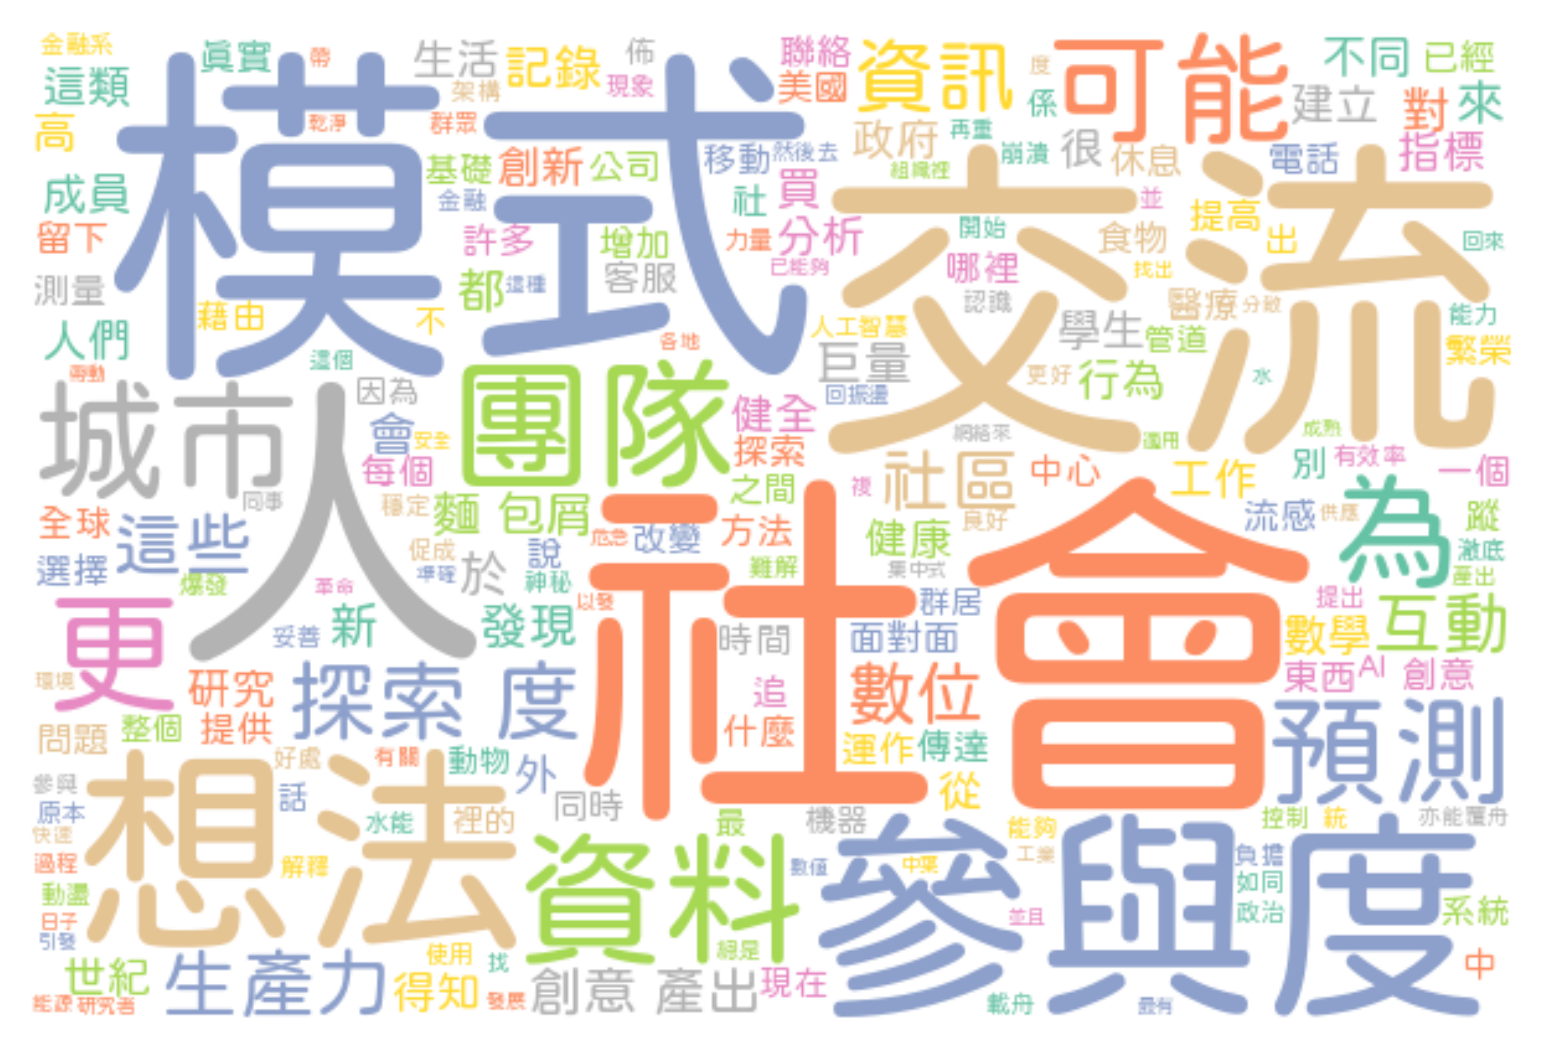 金融系
這類
高
真實
帶
乾淨
生活
架構
群眾
記錄
佈
現象
聯絡
美國
資訊
度
係
可能
建立
不同
已經
對
來
指標
模式
基礎
創新
公司
金融
許多
增加
客服
都
這種
移動
然後去
社
買
力量
分析
已能夠
政府
再重
組織裡
崩潰
很
休息
電話
並
交流
開始
提高
出
食物
哪裡
找出
認識
醫療
分散
回來
能力
繁榮
成員
留下
測量
人們
藉由
不
這個
各地
人工智慧
巨量
回振盪
學生
管道
更好
行為
水
城市
人
因為
會
安全
每個
同事
穩定
團隊
健全
探索
之間
網絡來
適用
成熟
社區
中心
工作
別
有效率
一個
全球
這些
選擇
爆發
麵包屑
危急
改變
方法
複
難解
健康
良好
集中式
流感
供應
為
蹤
澈底
產出
促成
準確
於
說
神秘
革命
以發
社會
群居
提出
更
妥善
新
發現
時間
面對面
數學
互動
環境
研究
探索
度
追
數位
東西
AI
創意
問題
整個
提供
什麼
運作
傳達
預測
好處
有關
動物
外
從
參與
原本
快速
過程
動盪
日子
引發
想法
話
水能
裡的
同時
最
機器
能夠
工業
控制
統
亦能覆舟
解釋
資料
數值
中葉
參與度
負擔
如同
政治
系統
並且
世紀
生產力
使用
得知
找
總是
能源
研究者
發展
創意
產出
現在
載舟
最有
中